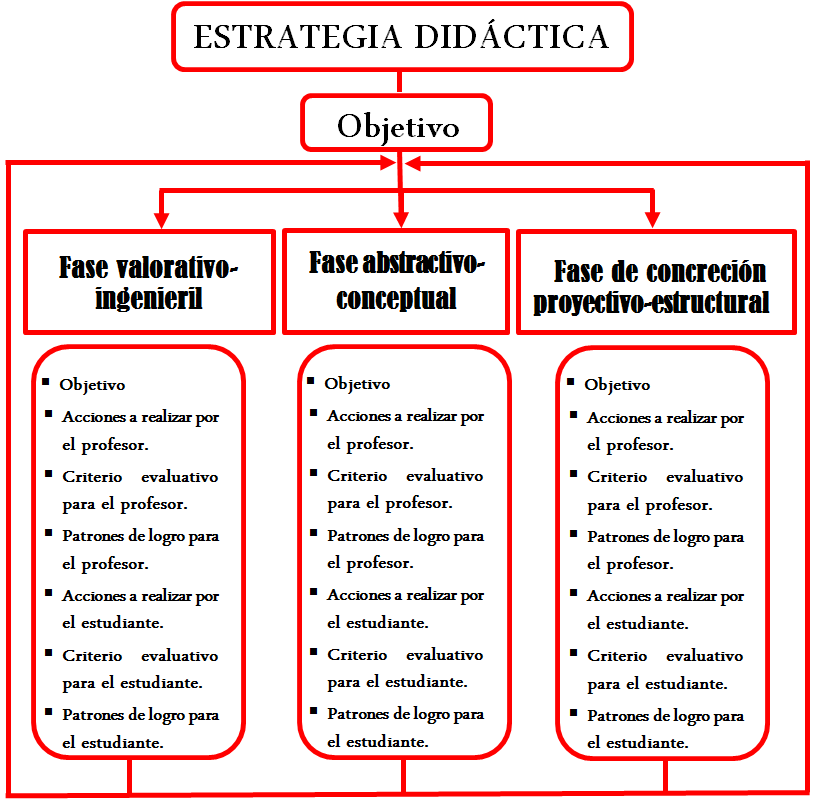 ESTRATEGIA DIDÁCTICA
Objetivo
Fase valorativo-
ingenieril
▪ Objetivo
▪ Acciones a realizar por
el profesor.
▪ Criterio evaluativo
para el profesor.
▪ Patrones de logro para
el profesor.
▪ Acciones a realizar por
el estudiante.
▪ Criterio evaluativo
para el estudiante.
▪ Patrones de logro para
el estudiante.
Fase abstractivo-
conceptual
▪ Objetivo
▪ Acciones a realizar por
el profesor.
▪ Criterio evaluativo
para el profesor.
▪ Patrones de logro para
el profesor.
▪ Acciones a realizar por
el estudiante.
▪ Criterio evaluativo
para el estudiante.
▪ Patrones de logro para
el estudiante.
Fase de concreción
proyectivo-estructural
▪ Objetivo
▪ Acciones a realizar por
el profesor.
▪ Criterio evaluativo
para el profesor.
▪ Patrones de logro para
el profesor.
▪ Acciones a realizar por
el estudiante.
▪ Criterio evaluativo
para el estudiante.
▪ Patrones de logro para
el estudiante.